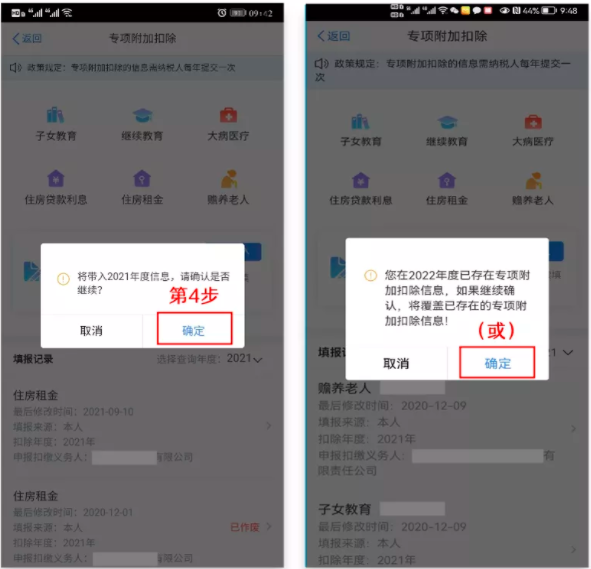 09:42
返回
专项附加扣除
政策规定：专项附加扣除的信息需纳税人每年提交一次
子女教育
继续教育
大病医疗
住房贷款利息
住房租金
赡养老人
将带入2021年度信息，请确认是否
继续？
第4步
取消
确定
填报记录
选择查询年度：2021
住房租金
最后修改时间：2021-09-10
填报来源：本人
扣除年度：2021年
申报扣缴义务人：
有限公司
住房租金
最后修改时间：2020-12-01
填报来源：本人
已作废
扣除年度：2021年
申报扣缴义务人：
有限公司
44% 9:48
返回
专项附加扣除
政策规定：专项附加扣除的信息需纳税人每年提交一
次
子女教育
继续教育
大病医疗
住房贷款利息
住房租金
赡养老人
您在2022年度已存在专项附
加扣除信息，如果继续确
认，将覆盖已存在的专项附
加扣除信息！
（或）
取消
确定
填报
赡养老人
最后修改时间：2020-12-09
填报来源：本人
扣除年度：2021年
申报扣缴义务人：
有
限责任公司
子女教育
最后修改时间：2020-12-09
填报来源：本人
扣除年度：2021年
申报扣缴义务人：